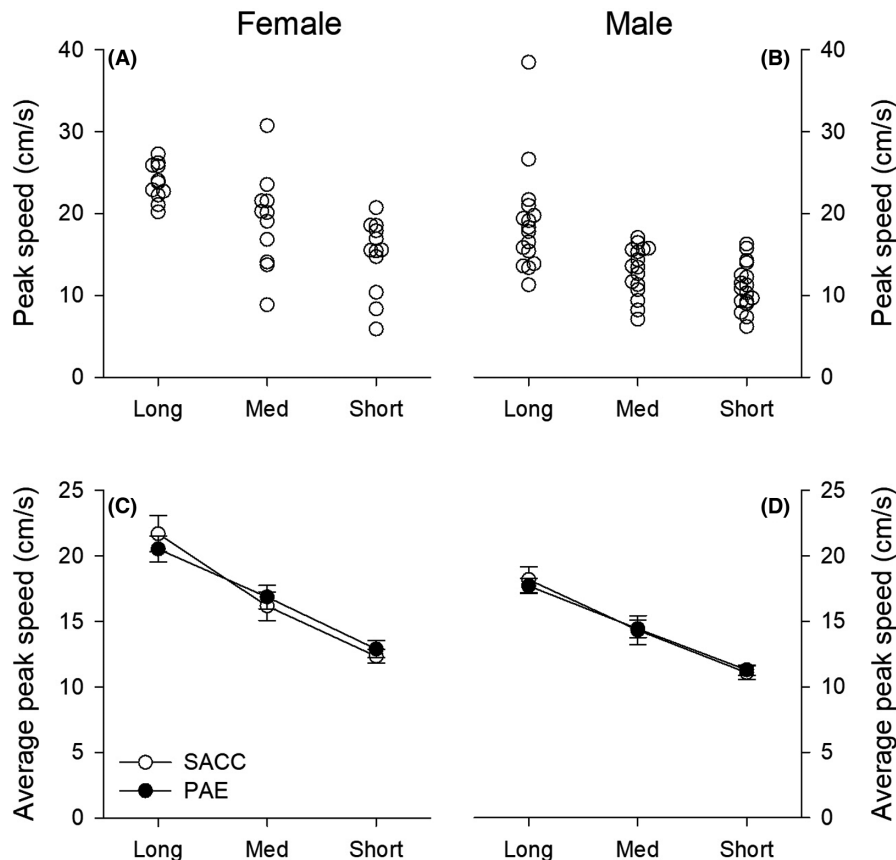 Female
Male
(A)
(B)
Peak speed (cm/s)
40
30
20
10
0
Long
Med
Short
Long
Med
Short
40
30
20
10
0
Peak speed (cm/s)
(C)
(D)
Average peak speed (cm/s)
25
20
15
10
5
0
SACC
PAE
Long
Med
Short
Long
Med
Short
25
20
15
10
5
0
Average peak speed (cm/s)